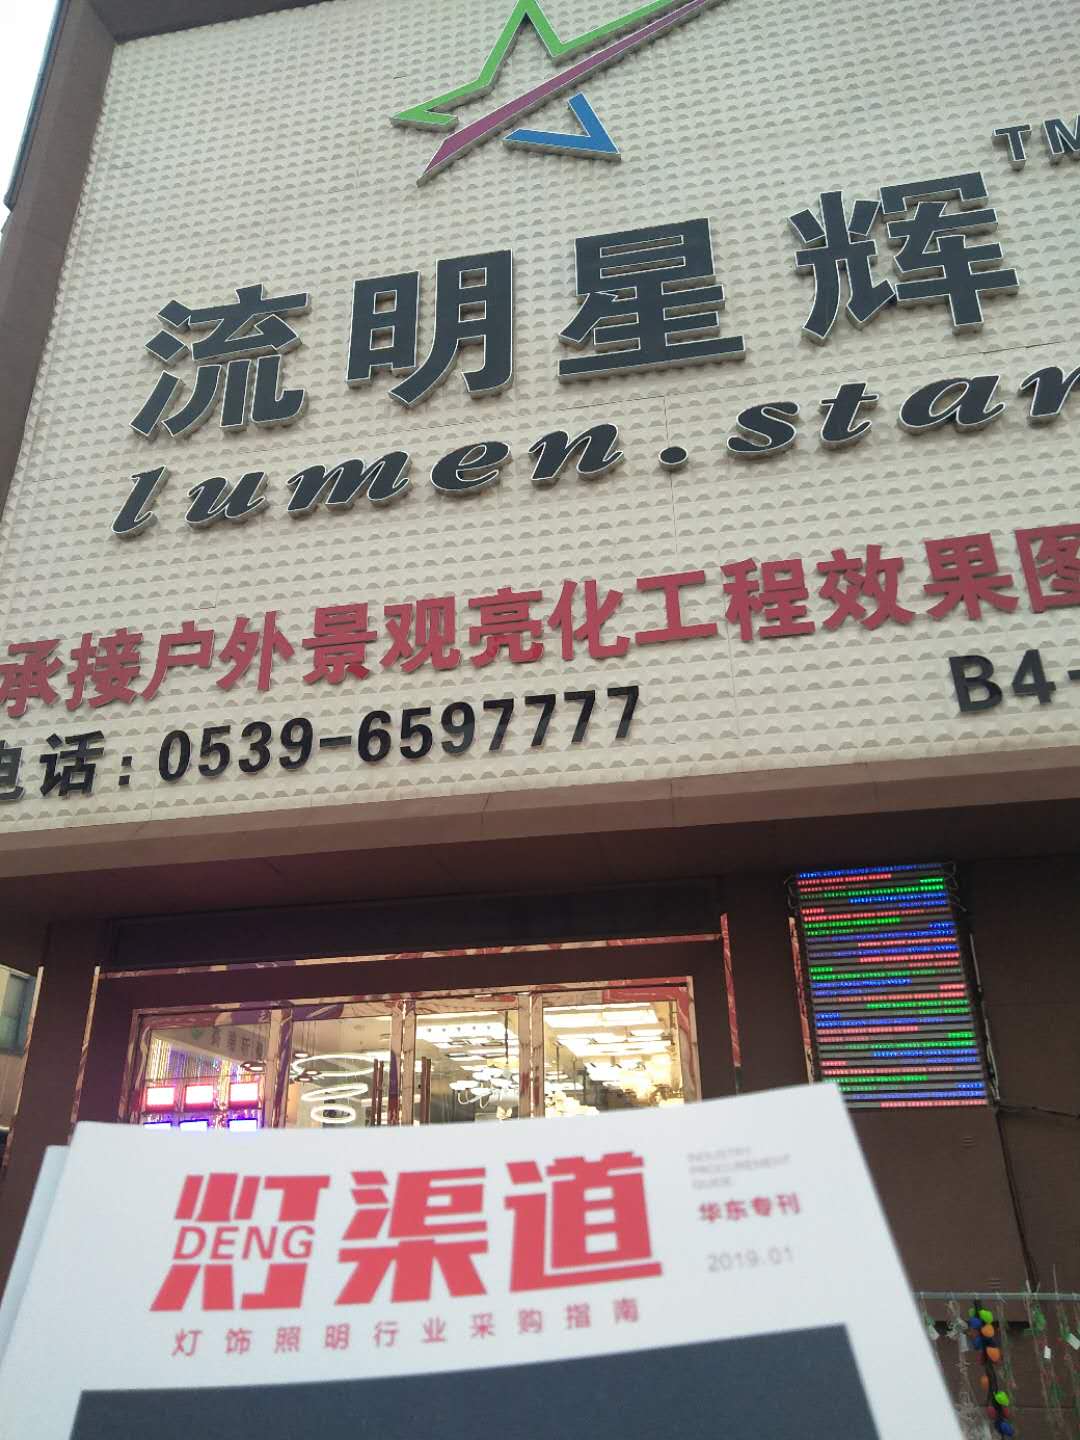 TM
流明星辉
lumen.star
承接户外景观亮化工程效果图
电话:0539-6597777
B4-
灯渠道
DENG
灯饰照明行业采购指南
INDUSTRY
PROCUREMENT
GUIDE
华东专刊
2019.01